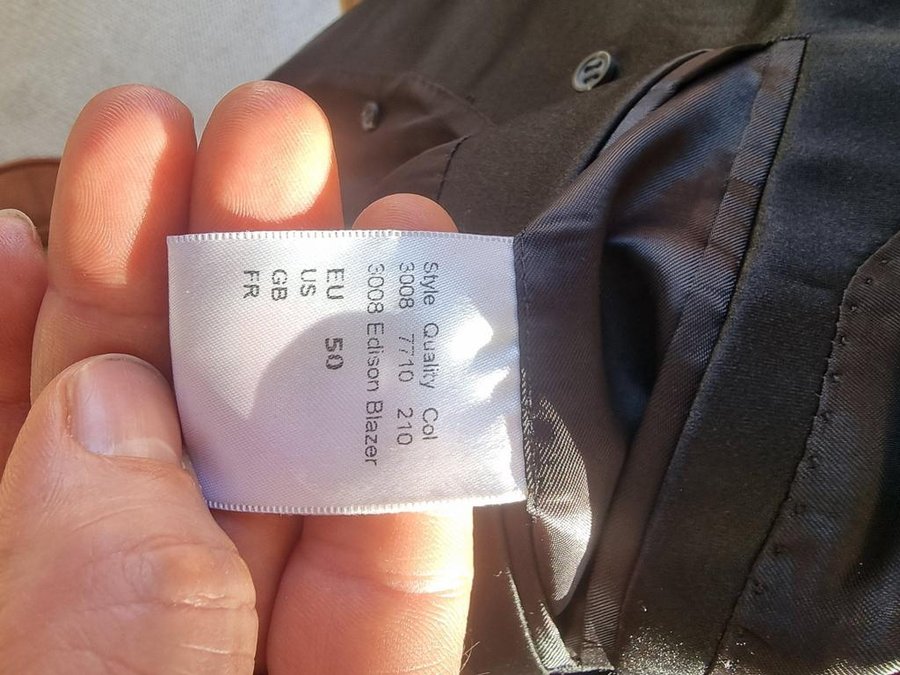 Style Quality Col
3008 7710 210
3008 Edison Blazer
EU 50
US
GB
FR